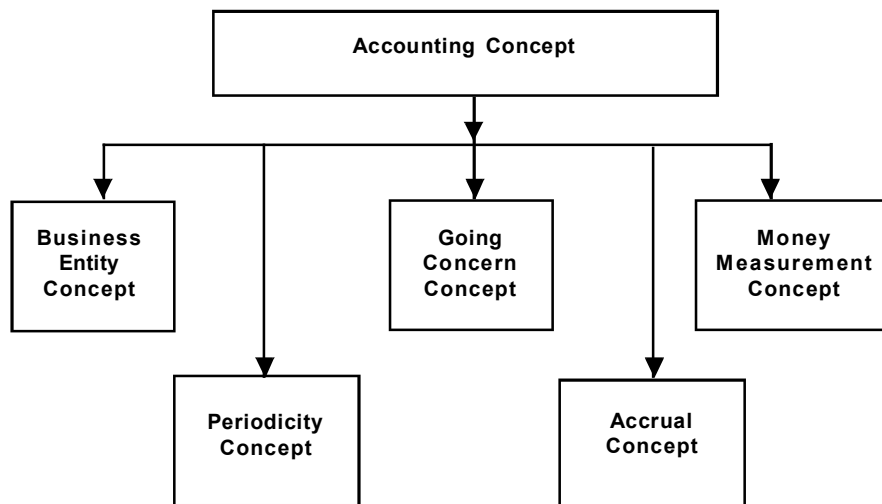 Accounting Concept
Business
Entity
Concept
Going
Concern
Concept
Money
Measurement
Concept
Periodicity
Concept
Accrual
Concept